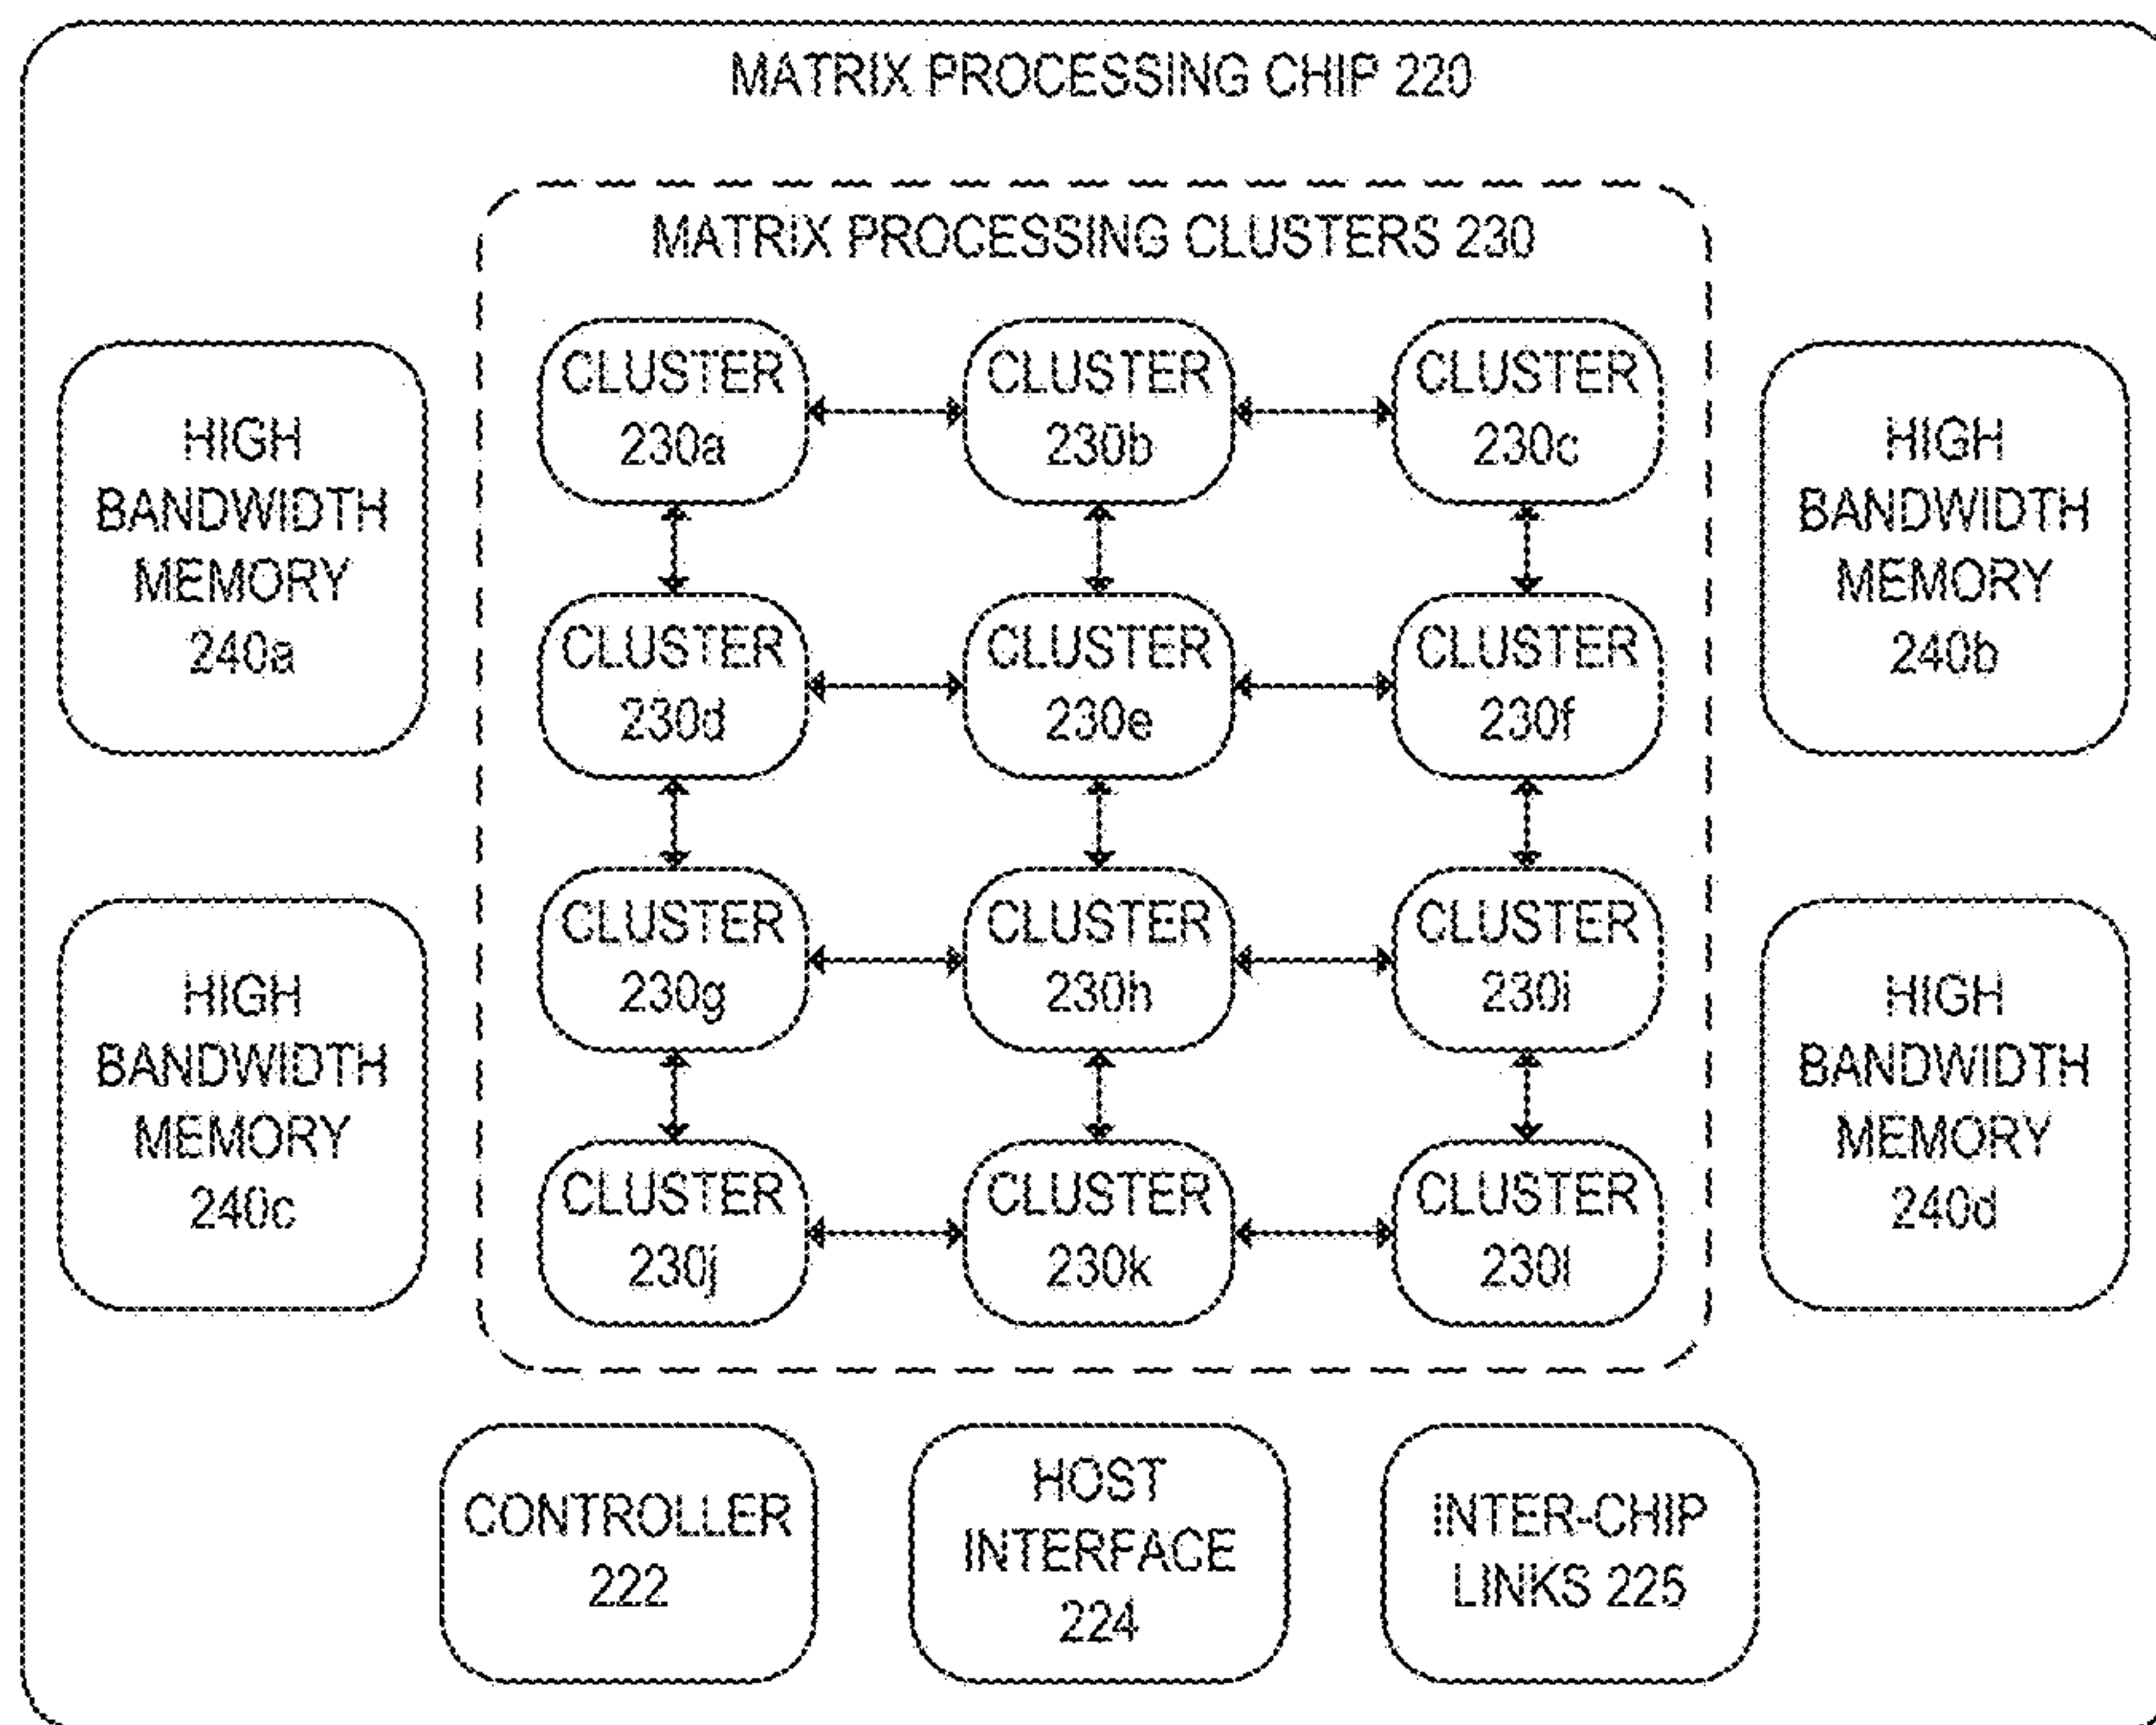 MATRIX PROCESSING CHIP 220
MATRIX PROCESSING CLUSTERS 230
CLUSTER
230a
CLUSTER
230b
CLUSTER
230c
HIGH
BANDWIDTH
MEMORY
240a
HIGH
BANDWIDTH
MEMORY
240b
CLUSTER
230d
CLUSTER
230e
CLUSTER
230f
CLUSTER
230g
CLUSTER
230h
CLUSTER
230i
HIGH
BANDWIDTH
MEMORY
240c
HIGH
BANDWIDTH
MEMORY
240d
CLUSTER
230j
CLUSTER
230k
CLUSTER
230l
CONTROLLER
222
HOST
INTERFACE
224
INTER-CHIP
LINKS 225